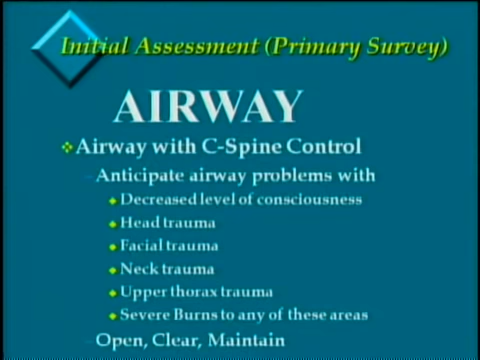 Initial Assessment (Primary Survey)
AIRWAY
Airway with C-Spine Control
–Anticipate airway problems with
Decreased level of consciousness
Head trauma
Facial trauma
Neck trauma
Upper thorax trauma
Severe Burns to any of these areas
–Open, Clear, Maintain